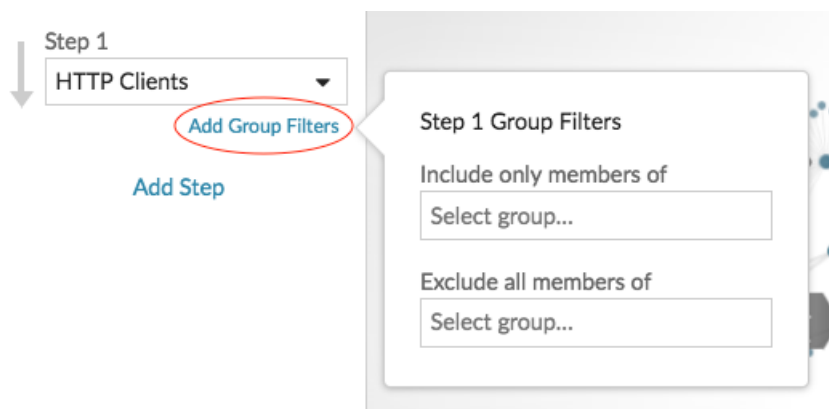 Step 1
HTTP Clients
Add Group Filters
Add Step
Step 1 Group Filters
Include only members of
Select group...
Exclude all members of
Select group...